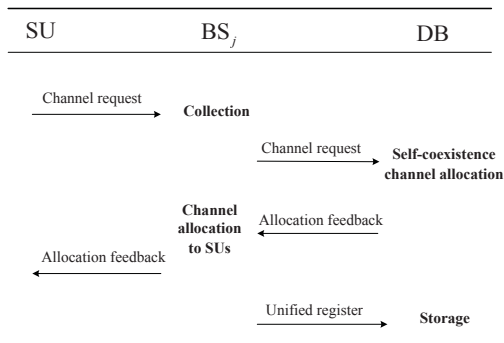 SU BS_j DB
Channel request
Collection
Channel request
Self-coexistence
channel allocation
Channel
allocation
to SUs
Allocation feedback
Allocation feedback
Unified register
Storage